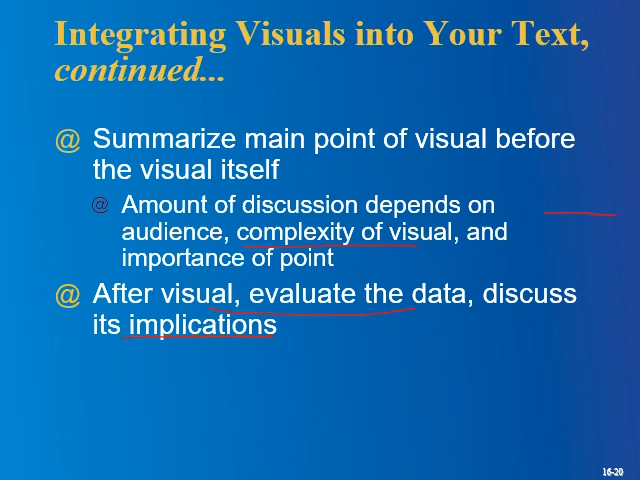 Integrating Visuals into Your Text,
continued...
@ Summarize main point of visual before
the visual itself
@ Amount of discussion depends on
audience, complexity of visual, and
importance of point
@ After visual, evaluate the data, discuss
its implications
16-20